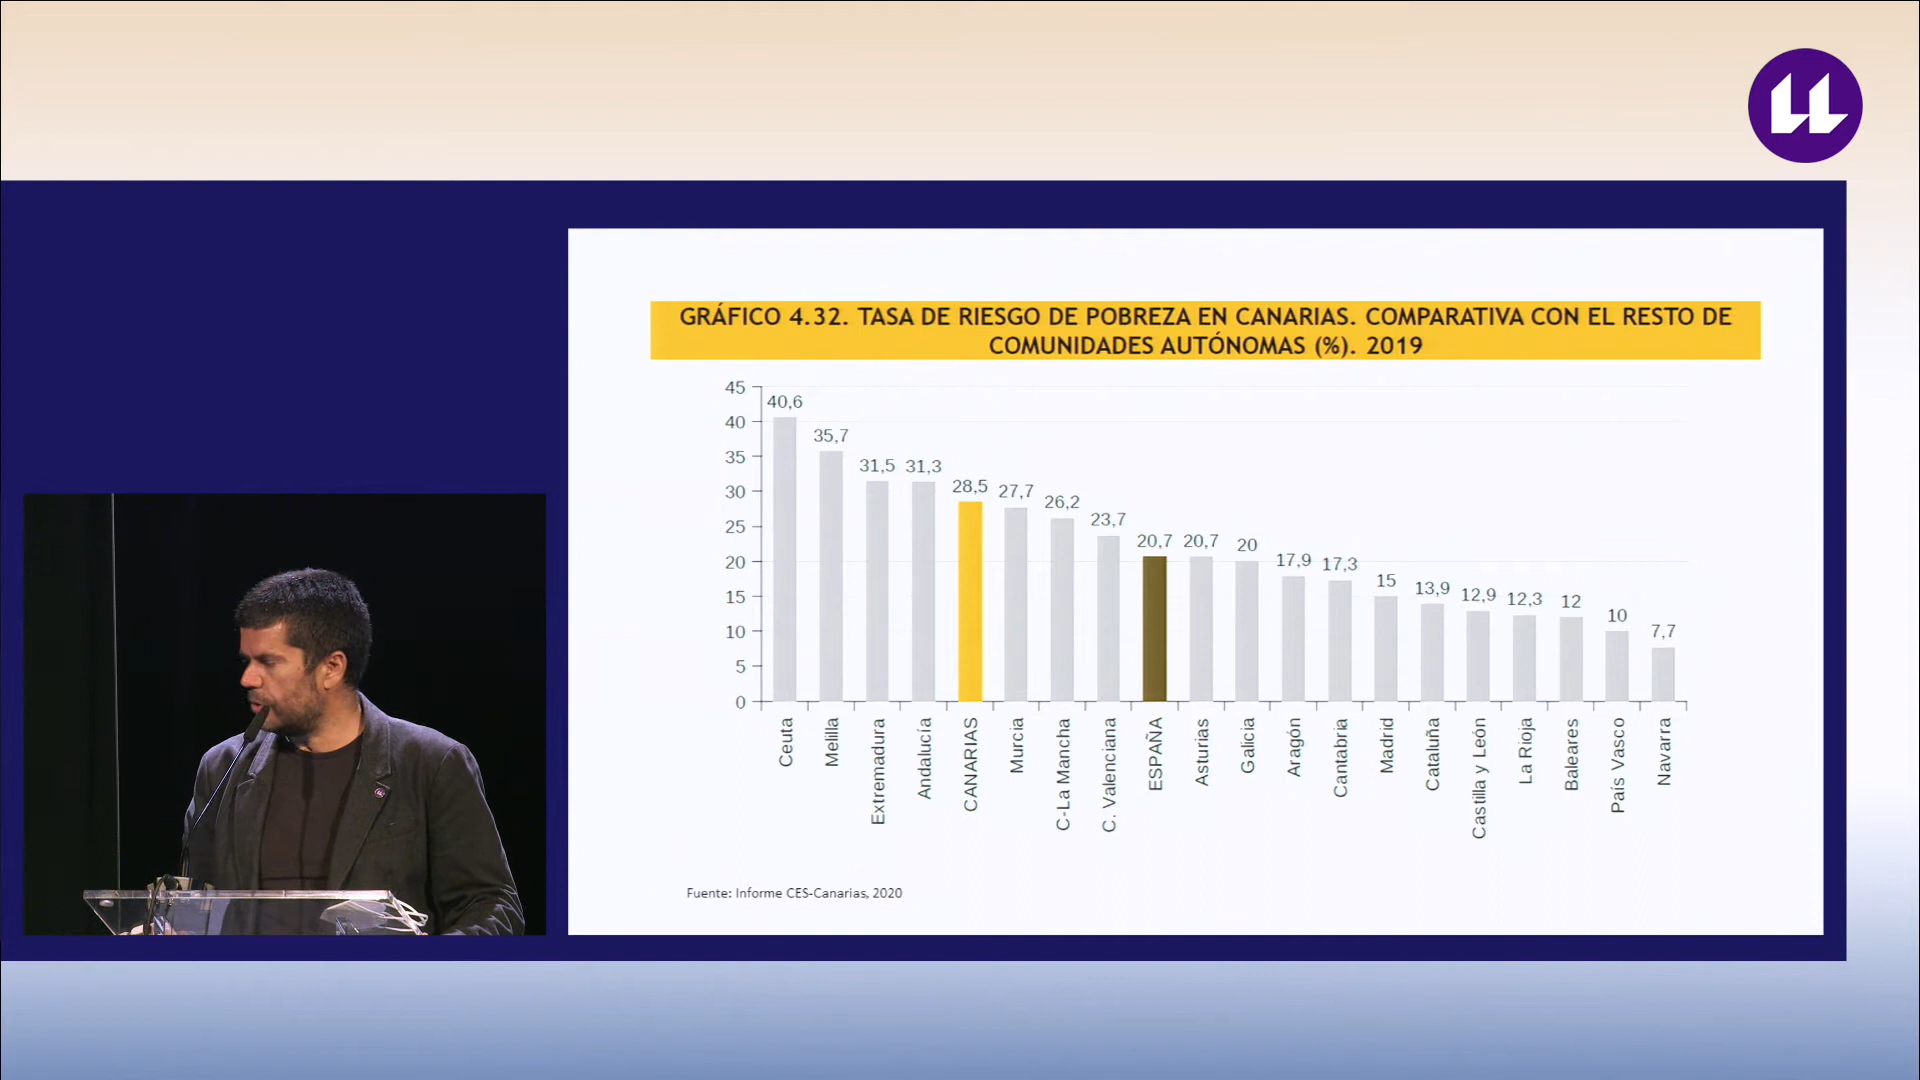 GRÁFICO 4.32. TASA DE RIESGO DE POBREZA EN CANARIAS. COMPARATIVA CON EL RESTO DE
COMUNIDADES AUTÓNOMAS (%). 2019
45
40
35
30
25
20
15
10
5
0
40,6
35,7
31,5
31,3
28,5
27,7
26,2
23,7
20,7
20,7
20
17,9
17,3
15
13,9
12,9
12,3
12
10
7,7
Ceuta
Melilla
Extremadura
Andalucía
CANARIAS
Murcia
C-La Mancha
C. Valenciana
ESPAÑA
Asturias
Galicia
Aragón
Cantabria
Madrid
Cataluña
Castilla y León
La Rioja
Baleares
País Vasco
Navarra
Fuente: Informe CES-Canarias, 2020